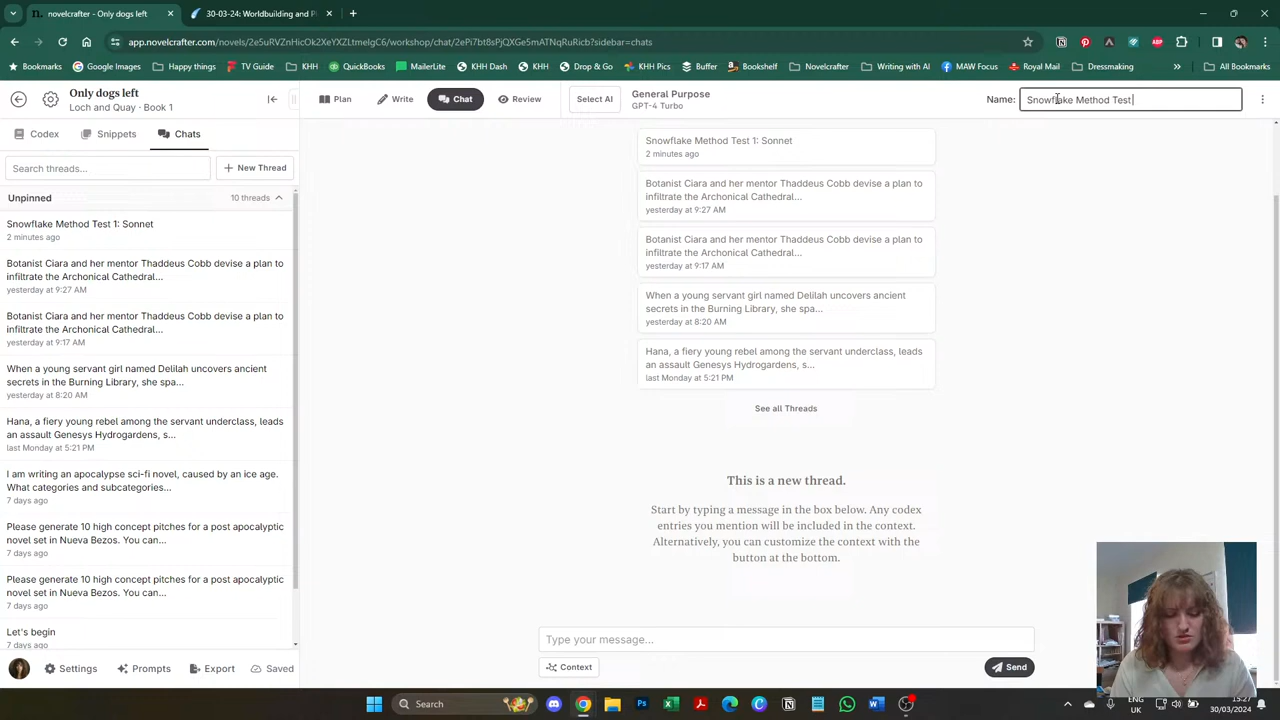 novelcrafter - Only dogs left
30-03-24: Worldbuilding and P
app.novelcrafter.com/novels/2e5uRVZnHicOk2XeYXZLtmelgC6/workshop/chat/2ePi7bt8sPjQXGe5mATNqRuRicb?sidebar=chats
Bookmarks
Google Images
Happy things
KHH
QuickBooks
MailerLite
KHH Dash
Drop & Go
KHH Pics
Buffer
Bookshelf
Novelcrafter
Writing with AI
MAW Focus
Royal Mail
Dressmaking
All Bookmarks
Only dogs left
Loch and Quay - Book 1
Plan
Write
Chat
Review
Select AI
General Purpose
GPT-4 Turbo
Name:
Snowflake Method Test
Codex
Snippets
Chats
Search threads...
+ New Thread
Unpinned
10 threads
Snowflake Method Test 1: Sonnet
2 minutes ago
Botanist Ciara and her mentor Thaddeus Cobb devise a plan to
infiltrate the Archonical Cathedral...
yesterday at 9:27 AM
Botanist Ciara and her mentor Thaddeus Cobb devise a plan to
infiltrate the Archonical Cathedral...
yesterday at 9:17 AM
When a young servant girl named Delilah uncovers ancient
secrets in the Burning Library, she spa...
yesterday at 8:20 AM
Hana, a fiery young rebel among the servant underclass, leads
an assault Genesys Hydrogardens, s...
last Monday at 5:21 PM
I am writing an apocalypse sci-fi novel, caused by an ice age.
What categories and subcategories...
7 days ago
Please generate 10 high concept pitches for a post apocalyptic
novel set in Nueva Bezos. You can...
7 days ago
Please generate 10 high concept pitches for a post apocalyptic
novel set in Nueva Bezos. You can...
7 days ago
Let's begin
7 days ago
Settings
Prompts
Export
Saved
Snowflake Method Test 1: Sonnet
2 minutes ago
Botanist Ciara and her mentor Thaddeus Cobb devise a plan to
infiltrate the Archonical Cathedral...
yesterday at 9:27 AM
Botanist Ciara and her mentor Thaddeus Cobb devise a plan to
infiltrate the Archonical Cathedral...
yesterday at 9:17 AM
When a young servant girl named Delilah uncovers ancient
secrets in the Burning Library, she spa...
yesterday at 8:20 AM
Hana, a fiery young rebel among the servant underclass, leads
an assault Genesys Hydrogardens, s...
last Monday at 5:21 PM
See all Threads
This is a new thread.
Start by typing a message in the box below. Any codex
entries you mention will be included in the context.
Alternatively, you can customize the context with the
button at the bottom.
Type your message...
Context
Send
Search
ENG
UK
15:27
30/03/2024